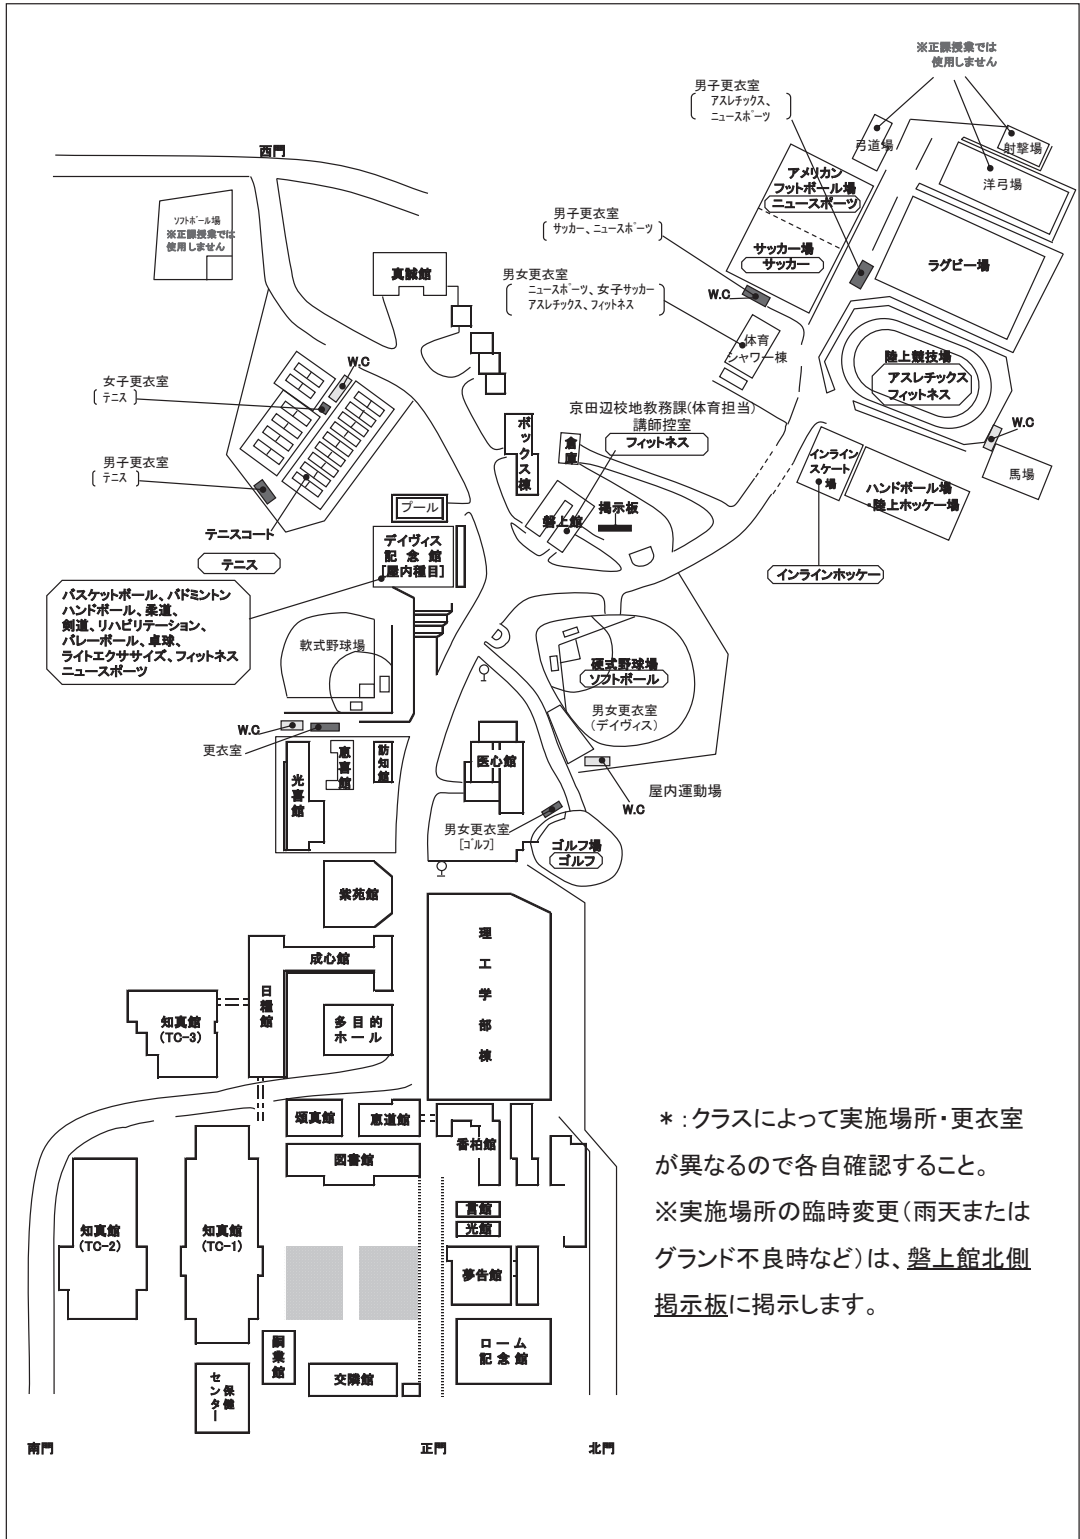 ※正課授業では
使用しません
男子更衣室
アスレチックス、
ニュースポーツ
弓道場
射撃場
洋弓場
西門
アメリカン
フットボール場
ニュースポーツ
ソフトボール場
※正課授業では
使用しません
男子更衣室
サッカー、ニュースポーツ
サッカー場
サッカー
ラグビー場
真誠館
男女更衣室
ニュースポーツ、女子サッカー
アスレチックス、フィットネス
W.C
体育
シャワー棟
陸上競技場
アスレチックス
フィットネス
W.C
女子更衣室
テニス
京田辺校地教務課(体育担当)
講師控室
フィットネス
ボックス棟
倉庫
W.C
インライン
スケート
場
馬場
男子更衣室
テニス
ハンドボール場
・陸上ホッケー場
プール
磐上館
掲示板
テニスコート
テニス
デイヴィス
記念館
[屋内種目]
インラインホッケー
バスケットボール、バドミントン
ハンドボール、柔道、
剣道、リハビリテーション、
バレーボール、卓球、
ライトエクササイズ、フィットネス
ニュースポーツ
軟式野球場
硬式野球場
ソフトボール
男女更衣室
(デイヴィス)
W.C
更衣室
恵喜館
訪知館
医心館
光喜館
屋内運動場
W.C
男女更衣室
[ゴルフ]
ゴルフ場
ゴルフ
紫苑館
理工学部棟
成心館
日糧館
知真館
(TC-3)
多目的
ホール
頌真館
恵道館
香柏館
図書館
知真館
(TC-2)
知真館
(TC-1)
言館
光館
夢告館
ローム
記念館
嗣業館
交隣館
保健
センター
南門
正門
北門
*:クラスによって実施場所・更衣室
が異なるので各自確認すること。
※実施場所の臨時変更(雨天または
グランド不良時など)は、磐上館北側
掲示板に掲示します。